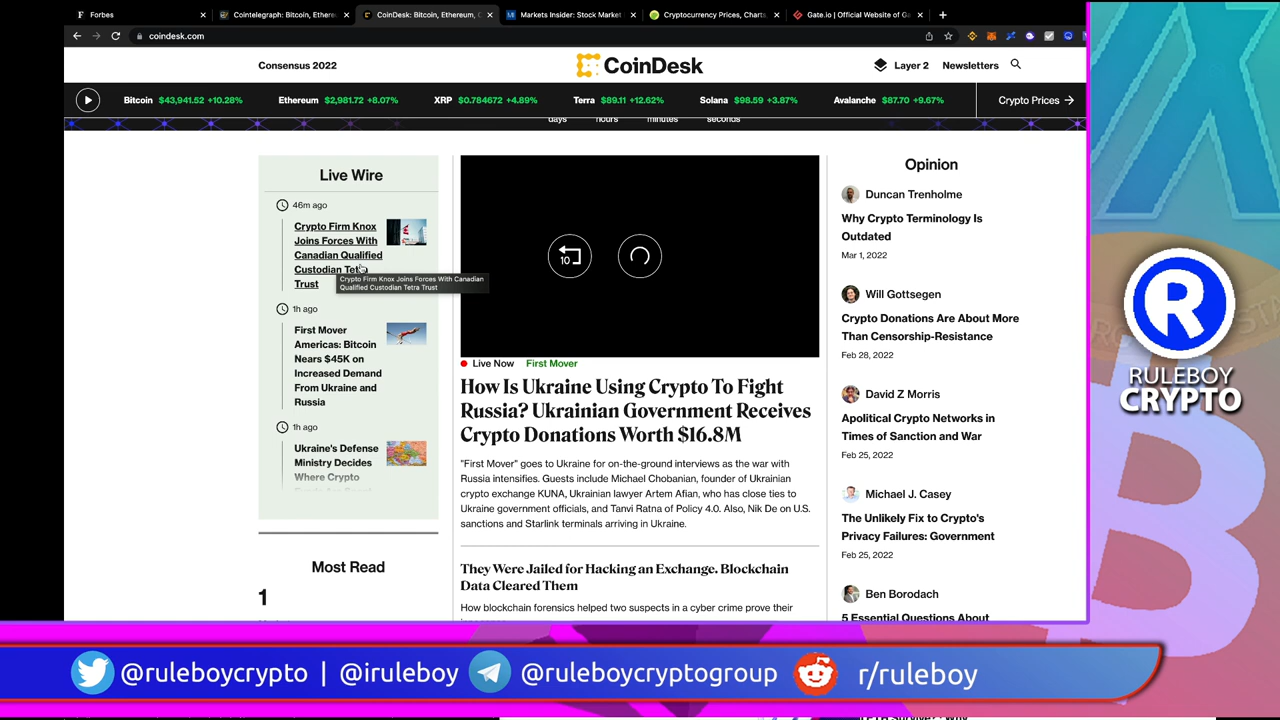 Forbes
Cointelegraph: Bitcoin, Ethere
CoinDesk: Bitcoin, Ethereum, C
Markets Insider: Stock Market
Cryptocurrency Prices, Charts
Gate.io | Official Website of Ga
coindesk.com
Consensus 2022
CoinDesk
Layer 2
Newsletters
Bitcoin $43,941.52 +10.28%
Ethereum $2,981.72 +8.07%
XRP $0.784672 +4.89%
Terra $89.11 +12.62%
Solana $98.59 +3.87%
Avalanche $87.70 +9.67%
Crypto Prices
days hours minutes seconds
Live Wire
46m ago
Crypto Firm Knox
Joins Forces With
Canadian Qualified
Custodian Tetra
Trust
Crypto Firm Knox Joins Forces With Canadian
Qualified Custodian Tetra Trust
1h ago
First Mover
Americas: Bitcoin
Nears $45K on
Increased Demand
From Ukraine and
Russia
1h ago
Ukraine's Defense
Ministry Decides
Where Crypto
Most Read
1
10
Live Now First Mover
How Is Ukraine Using Crypto To Fight
Russia? Ukrainian Government Receives
Crypto Donations Worth $16.8M
"First Mover" goes to Ukraine for on-the-ground interviews as the war with
Russia intensifies. Guests include Michael Chobanian, founder of Ukrainian
crypto exchange KUNA, Ukrainian lawyer Artem Afian, who has close ties to
Ukraine government officials, and Tanvi Ratna of Policy 4.0. Also, Nik De on U.S.
sanctions and Starlink terminals arriving in Ukraine.
They Were Jailed for Hacking an Exchange. Blockchain
Data Cleared Them
How blockchain forensics helped two suspects in a cyber crime prove their
Opinion
Duncan Trenholme
Why Crypto Terminology Is
Outdated
Mar 1, 2022
Will Gottsegen
Crypto Donations Are About More
Than Censorship-Resistance
Feb 28, 2022
David Z Morris
Apolitical Crypto Networks in
Times of Sanction and War
Feb 25, 2022
Michael J. Casey
The Unlikely Fix to Crypto's
Privacy Failures: Government
Feb 25, 2022
Ben Borodach
5 Essential Questions About
R
RULEBOY
CRYPTO
@ruleboycrypto | @iruleboy
@ruleboycryptogroup
r/ruleboy